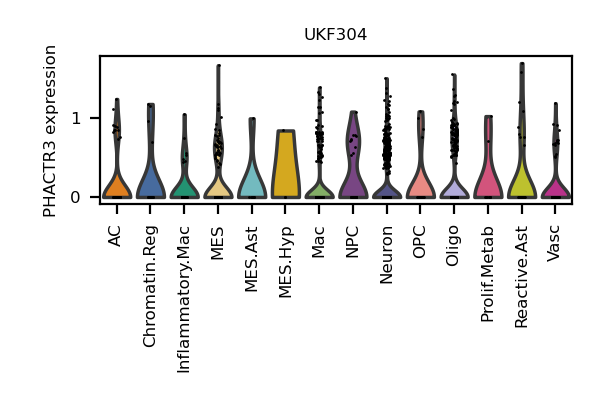 UKF304
PHACTR3 expression
1
0
AC
Chromatin.Reg
Inflammatory.Mac
MES
MES.Ast
MES.Hyp
Mac
NPC
Neuron
OPC
Oligo
Prolif.Metab
Reactive.Ast
Vasc